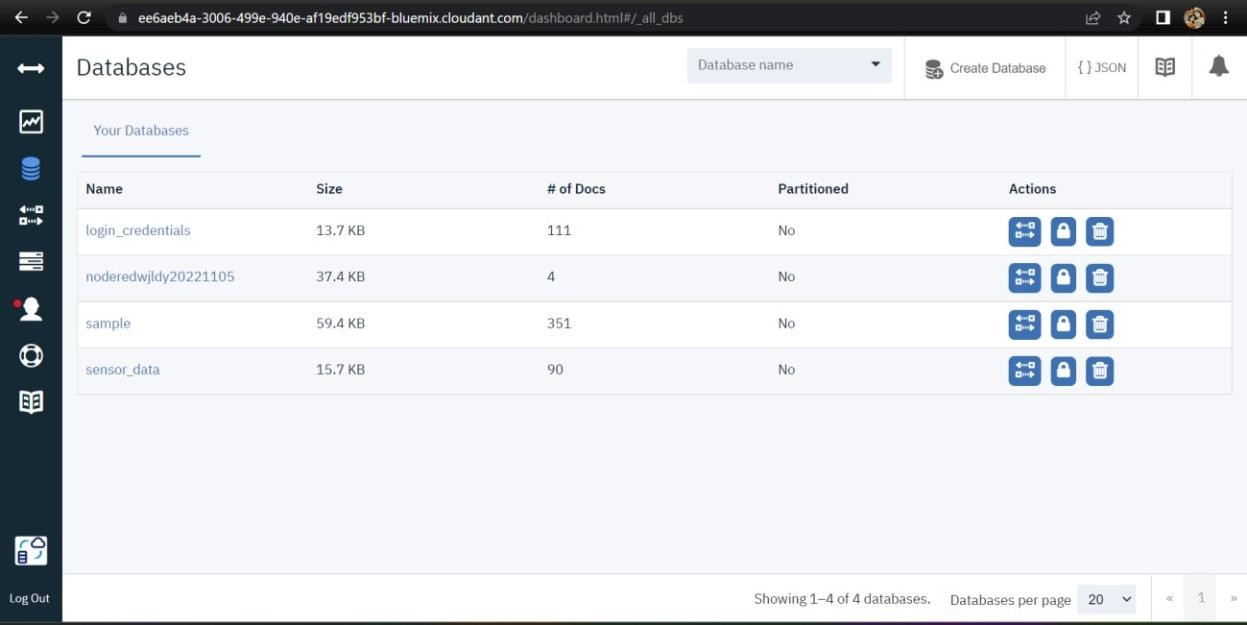 ee6aeb4a-3006-499e-940e-af19edf953bf-bluemix.cloudant.com/dashboard.html#/_all_dbs
Databases
Database name
Create Database
{ } JSON
Your Databases
Name Size # of Docs Partitioned Actions
login_credentials 13.7 KB 111 No
noderedwjldy20221105 37.4 KB 4 No
sample 59.4 KB 351 No
sensor_data 15.7 KB 90 No
Log Out
Showing 1–4 of 4 databases. Databases per page 20 « 1 »